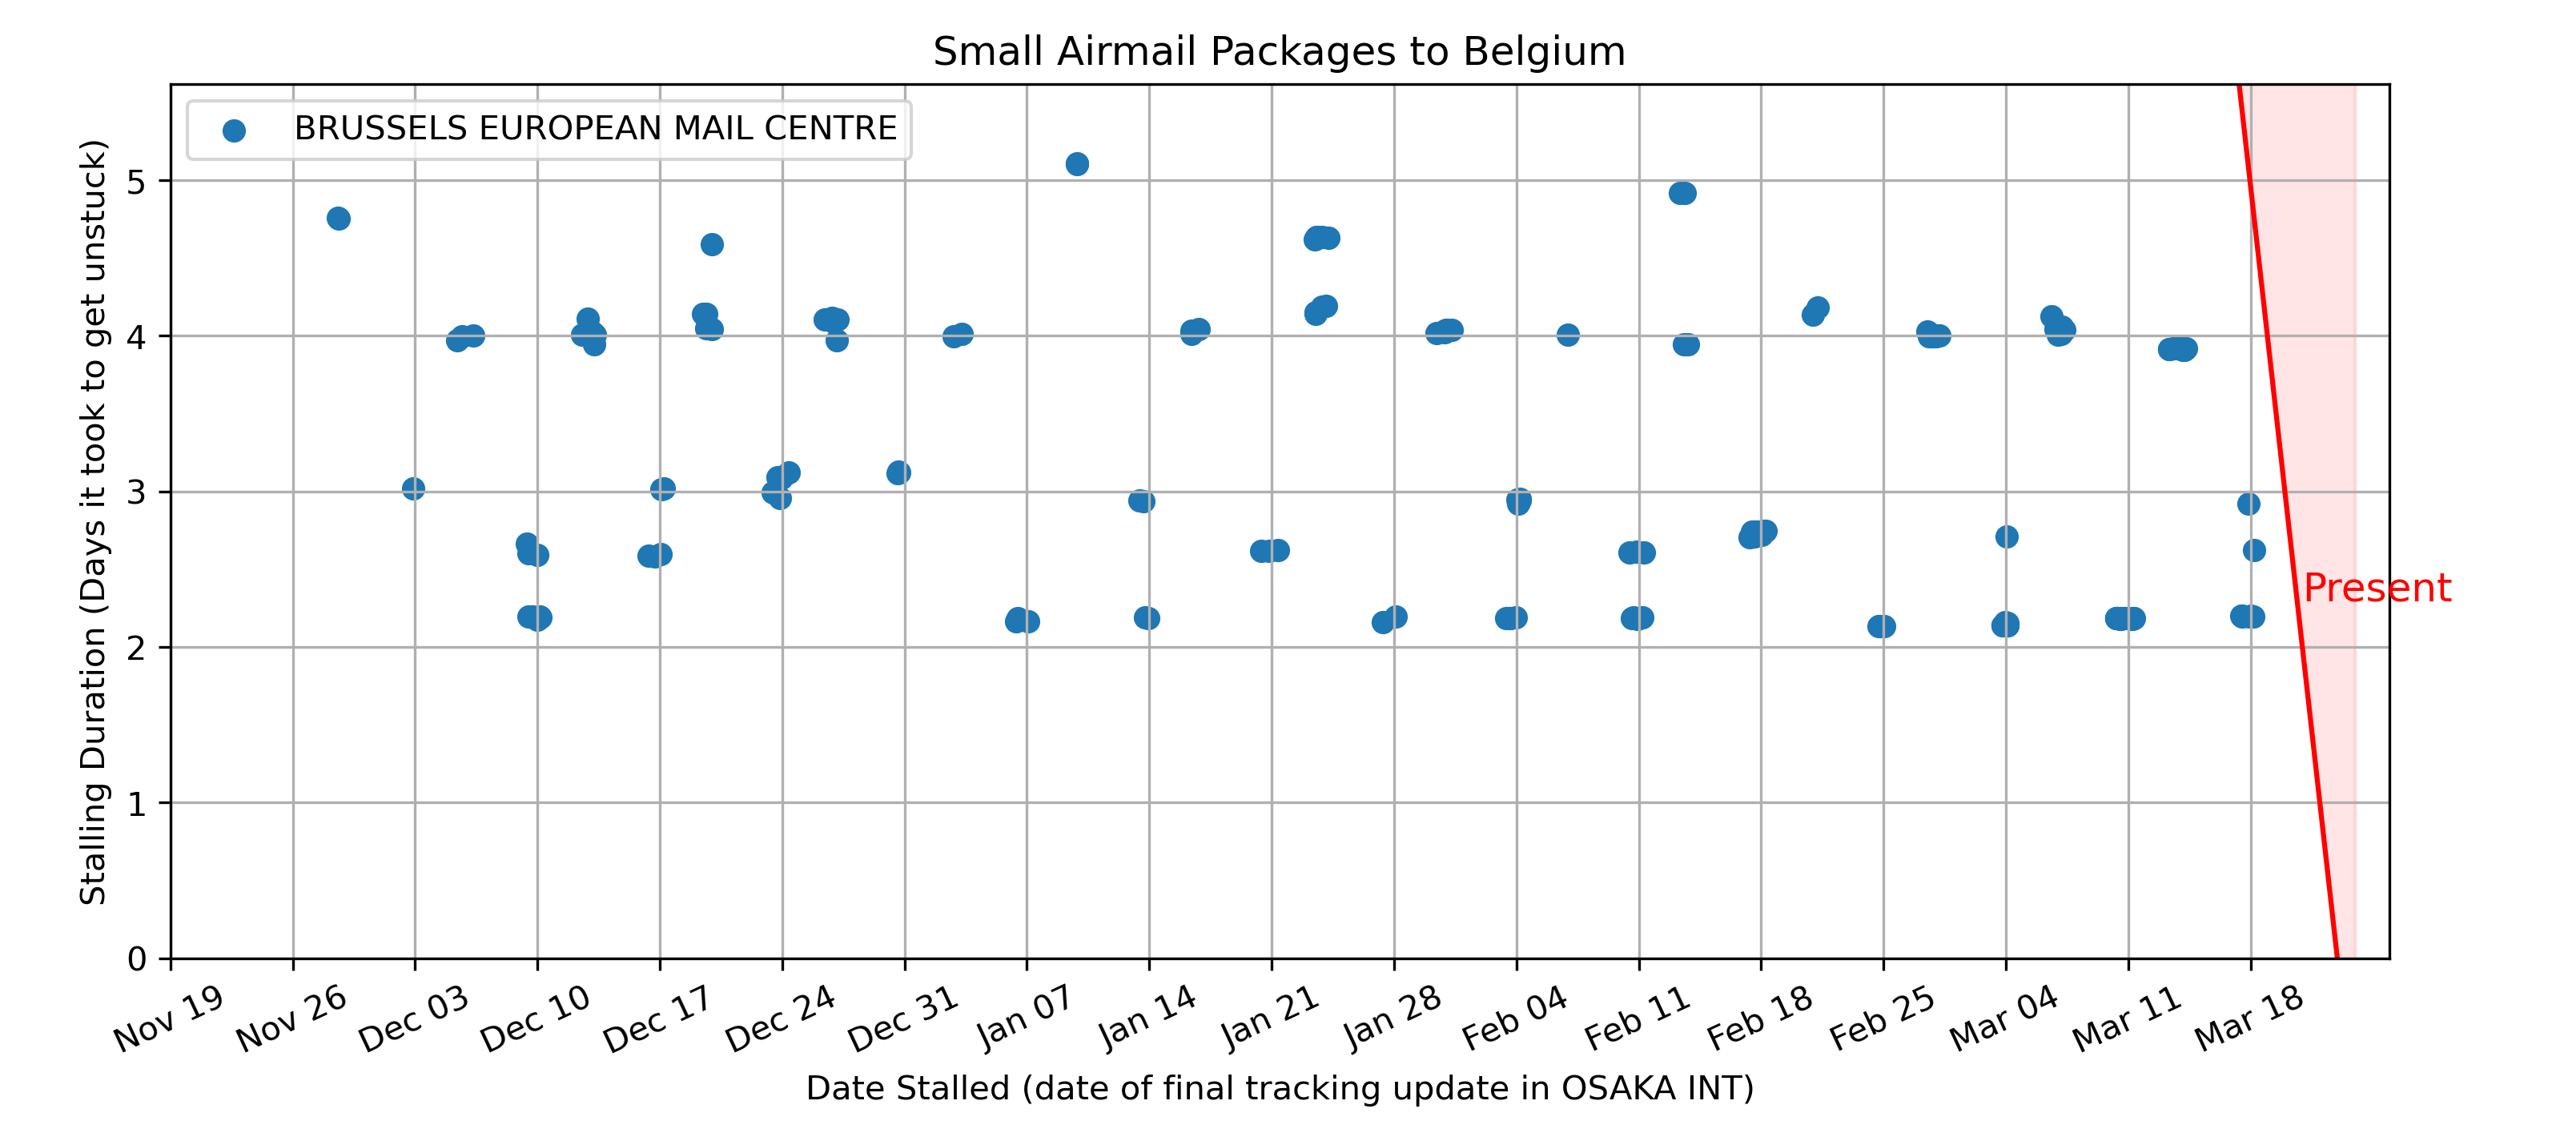 Small Airmail Packages to Belgium
BRUSSELS EUROPEAN MAIL CENTRE
Stalling Duration (Days it took to get unstuck)
5
4
3
2
1
0
Present
Nov 19
Nov 26
Dec 03
Dec 10
Dec 17
Dec 24
Dec 31
Jan 07
Jan 14
Jan 21
Jan 28
Feb 04
Feb 11
Feb 18
Feb 25
Mar 04
Mar 11
Mar 18
Date Stalled (date of final tracking update in OSAKA INT)